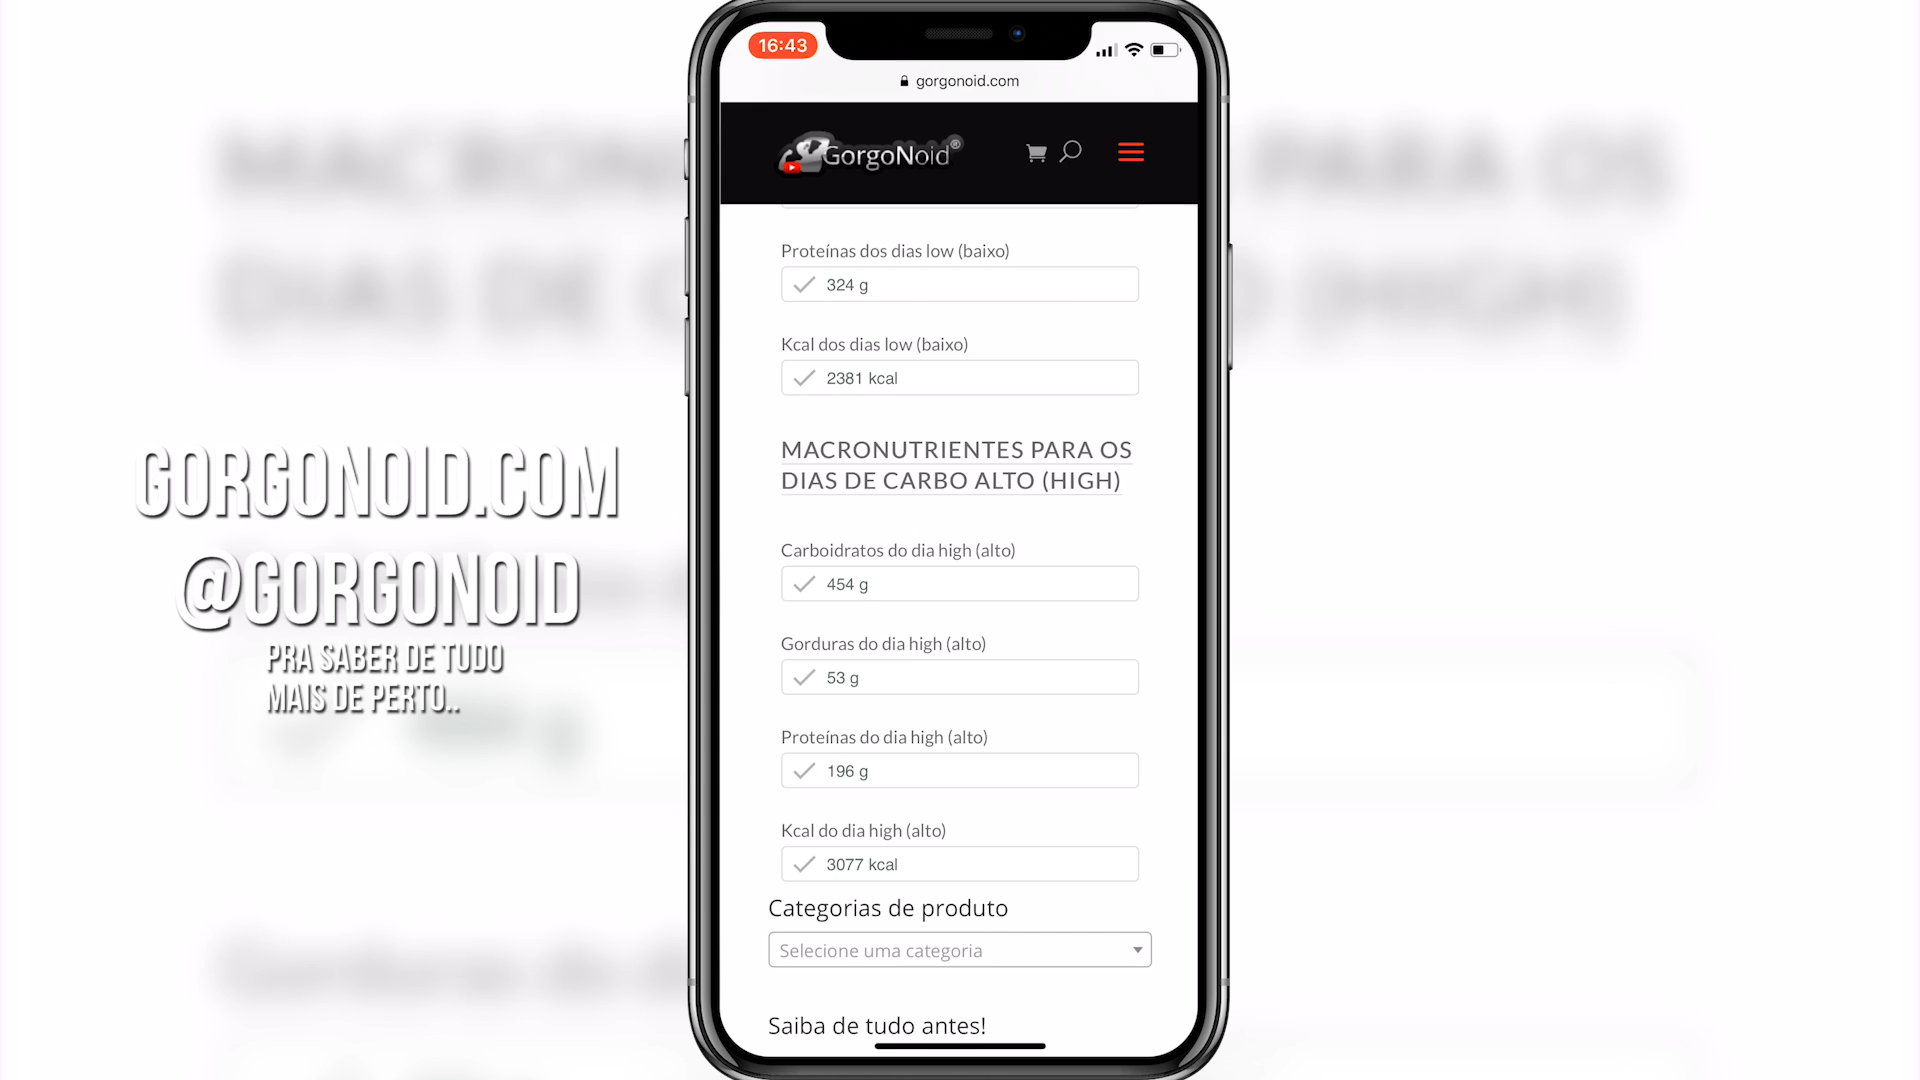 16:43
gorgonoid.com
GorgoNoid®
Proteínas dos dias low (baixo)
324 g
Kcal dos dias low (baixo)
2381 kcal
MACRONUTRIENTES PARA OS
DIAS DE CARBO ALTO (HIGH)
Carboidratos do dia high (alto)
454 g
Gorduras do dia high (alto)
53 g
Proteínas do dia high (alto)
196 g
Kcal do dia high (alto)
3077 kcal
Categorias de produto
Selecione uma categoria
Saiba de tudo antes!
GORGONOID.COM
@GORGONOID
PRA SABER DE TUDO
MAIS DE PERTO..